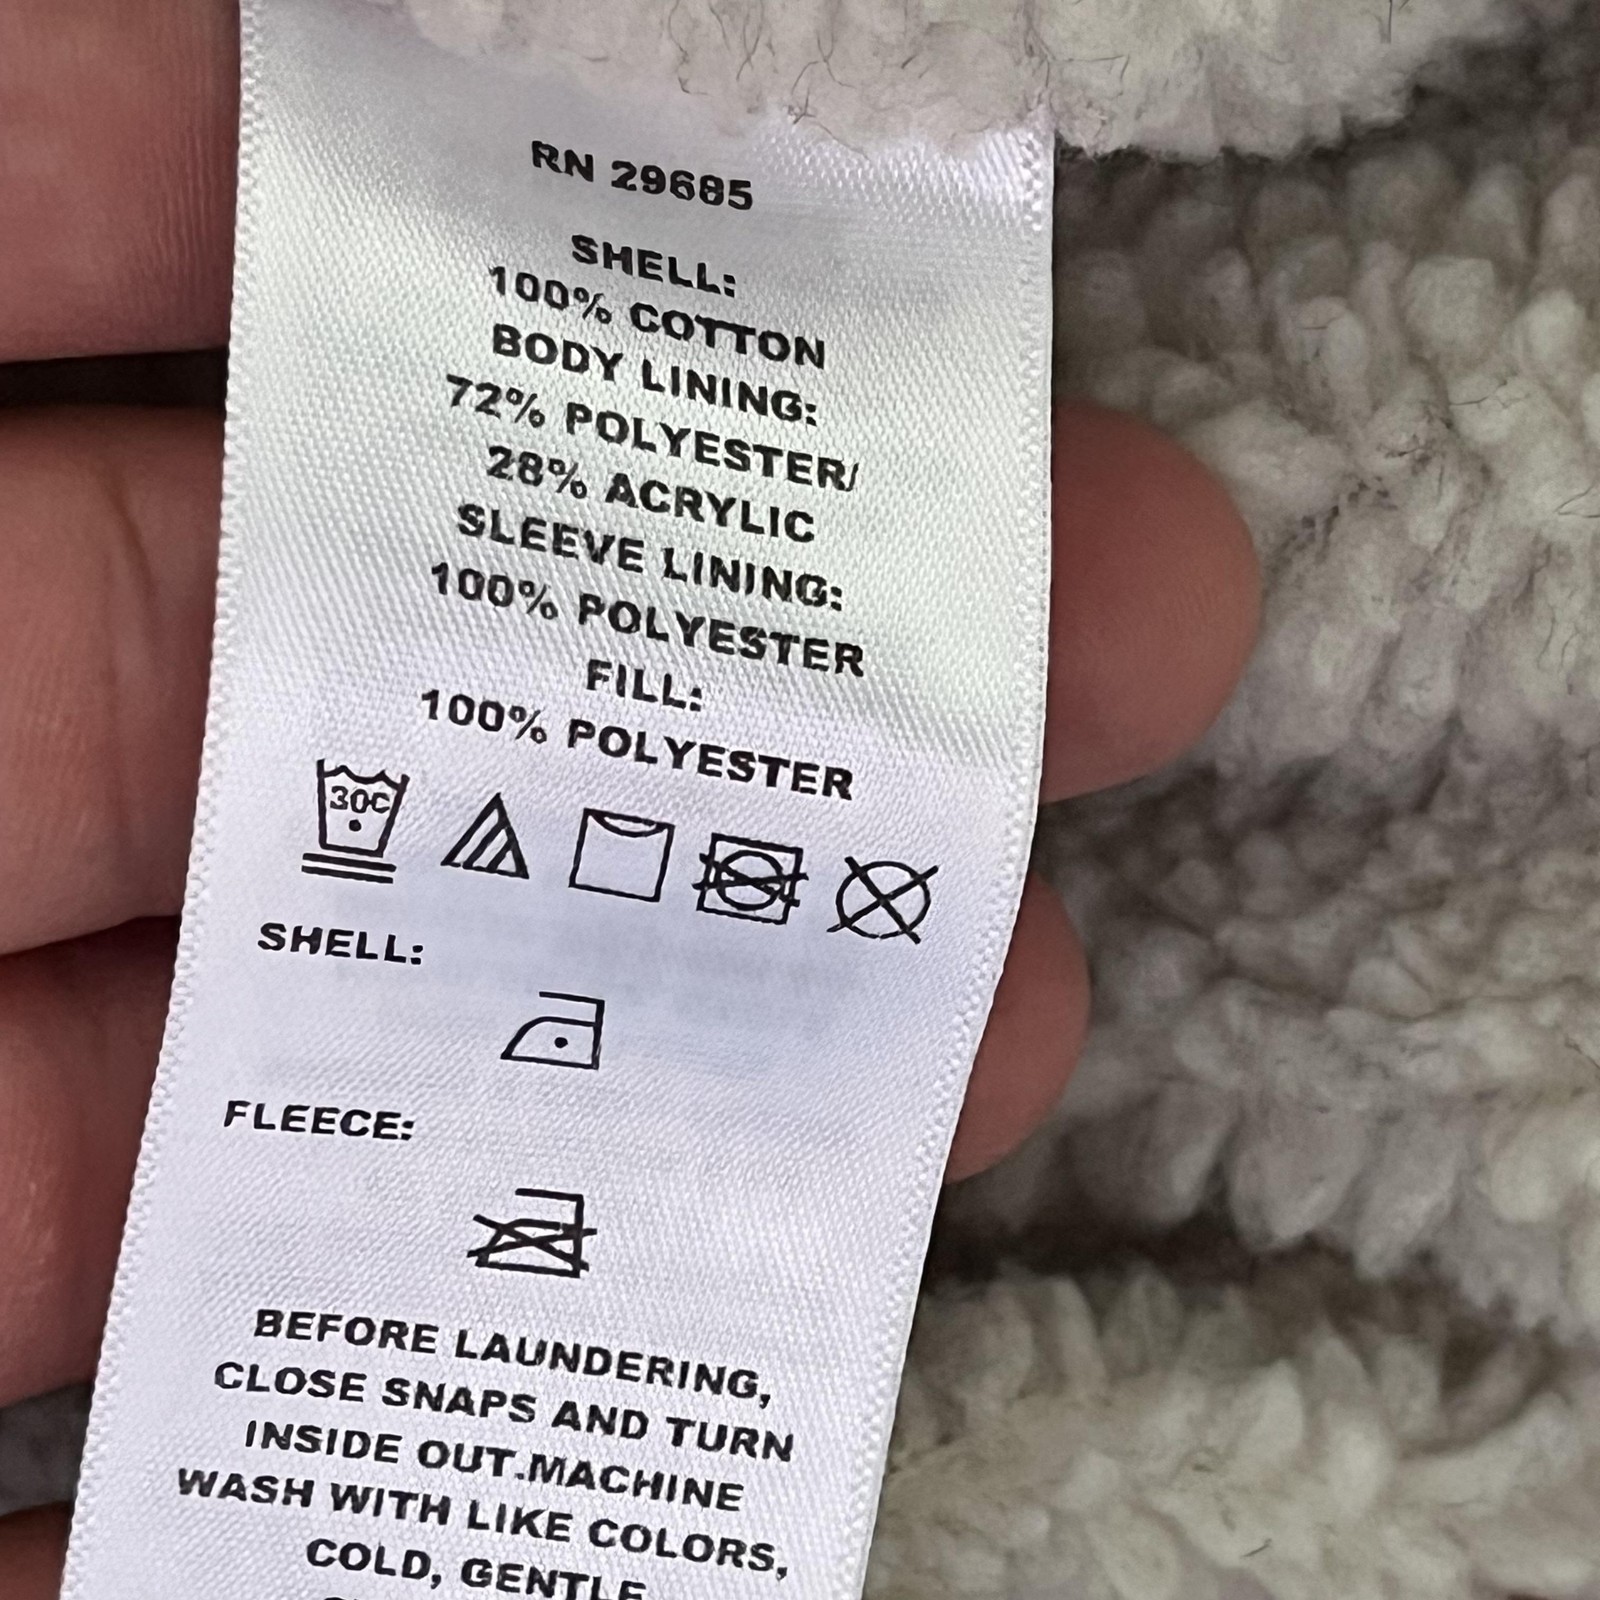 RN 29685
SHELL:
100% COTTON
BODY LINING:
72% POLYESTER/
28% ACRYLIC
SLEEVE LINING:
100% POLYESTER
FILL:
100% POLYESTER
30C
SHELL:
FLEECE:
BEFORE LAUNDERING,
CLOSE SNAPS AND TURN
INSIDE OUT.MACHINE
WASH WITH LIKE COLORS,
COLD, GENTLE